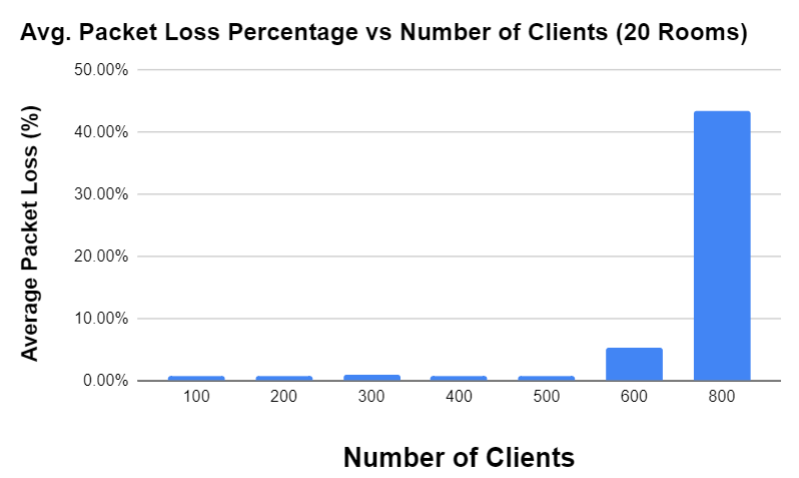 Avg. Packet Loss Percentage vs Number of Clients (20 Rooms)
Average Packet Loss (%)
50.00%
40.00%
30.00%
20.00%
10.00%
0.00%
100 200 300 400 500 600 800
Number of Clients